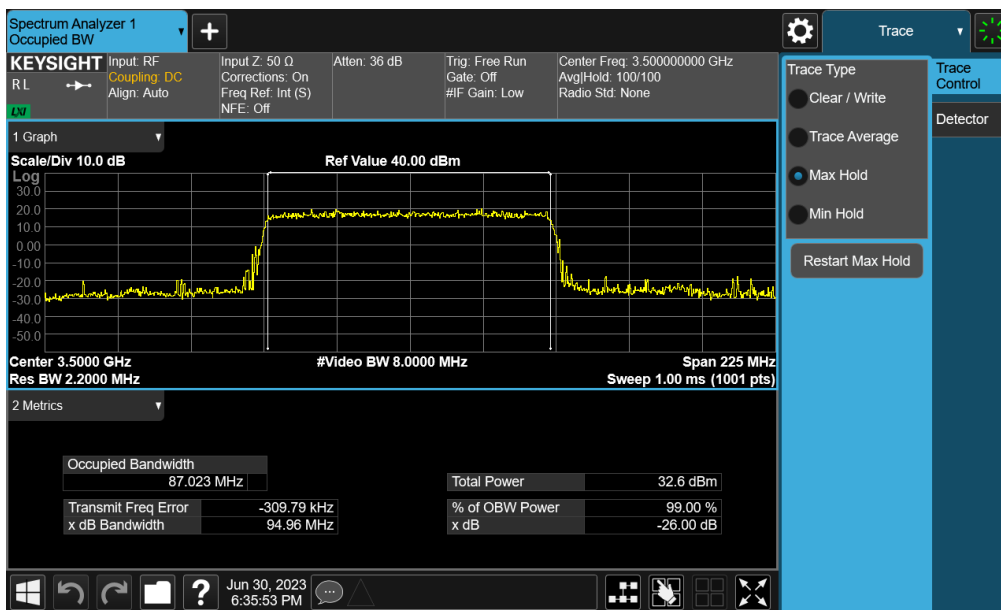 Spectrum Analyzer 1
Occupied BW
+
Trace
KEYSIGHT
R L
LXI
Input: RF
Coupling: DC
Align: Auto
Input Z: 50 Ω
Corrections: On
Freq Ref: Int (S)
NFE: Off
Atten: 36 dB
Trig: Free Run
Gate: Off
#IF Gain: Low
Center Freq: 3.500000000 GHz
Avg|Hold: 100/100
Radio Std: None
Trace Type
Clear / Write
Trace Average
Max Hold
Min Hold
Restart Max Hold
Trace
Control
Detector
1 Graph
Scale/Div 10.0 dB
Ref Value 40.00 dBm
Log
30.0
20.0
10.0
0.00
-10.0
-20.0
-30.0
-40.0
-50.0
Center 3.5000 GHz
#Video BW 8.0000 MHz
Span 225 MHz
Res BW 2.2000 MHz
Sweep 1.00 ms (1001 pts)
2 Metrics
Occupied Bandwidth
87.023 MHz
Total Power 32.6 dBm
Transmit Freq Error -309.79 kHz
% of OBW Power 99.00 %
x dB Bandwidth 94.96 MHz
x dB -26.00 dB
?
Jun 30, 2023
6:35:53 PM